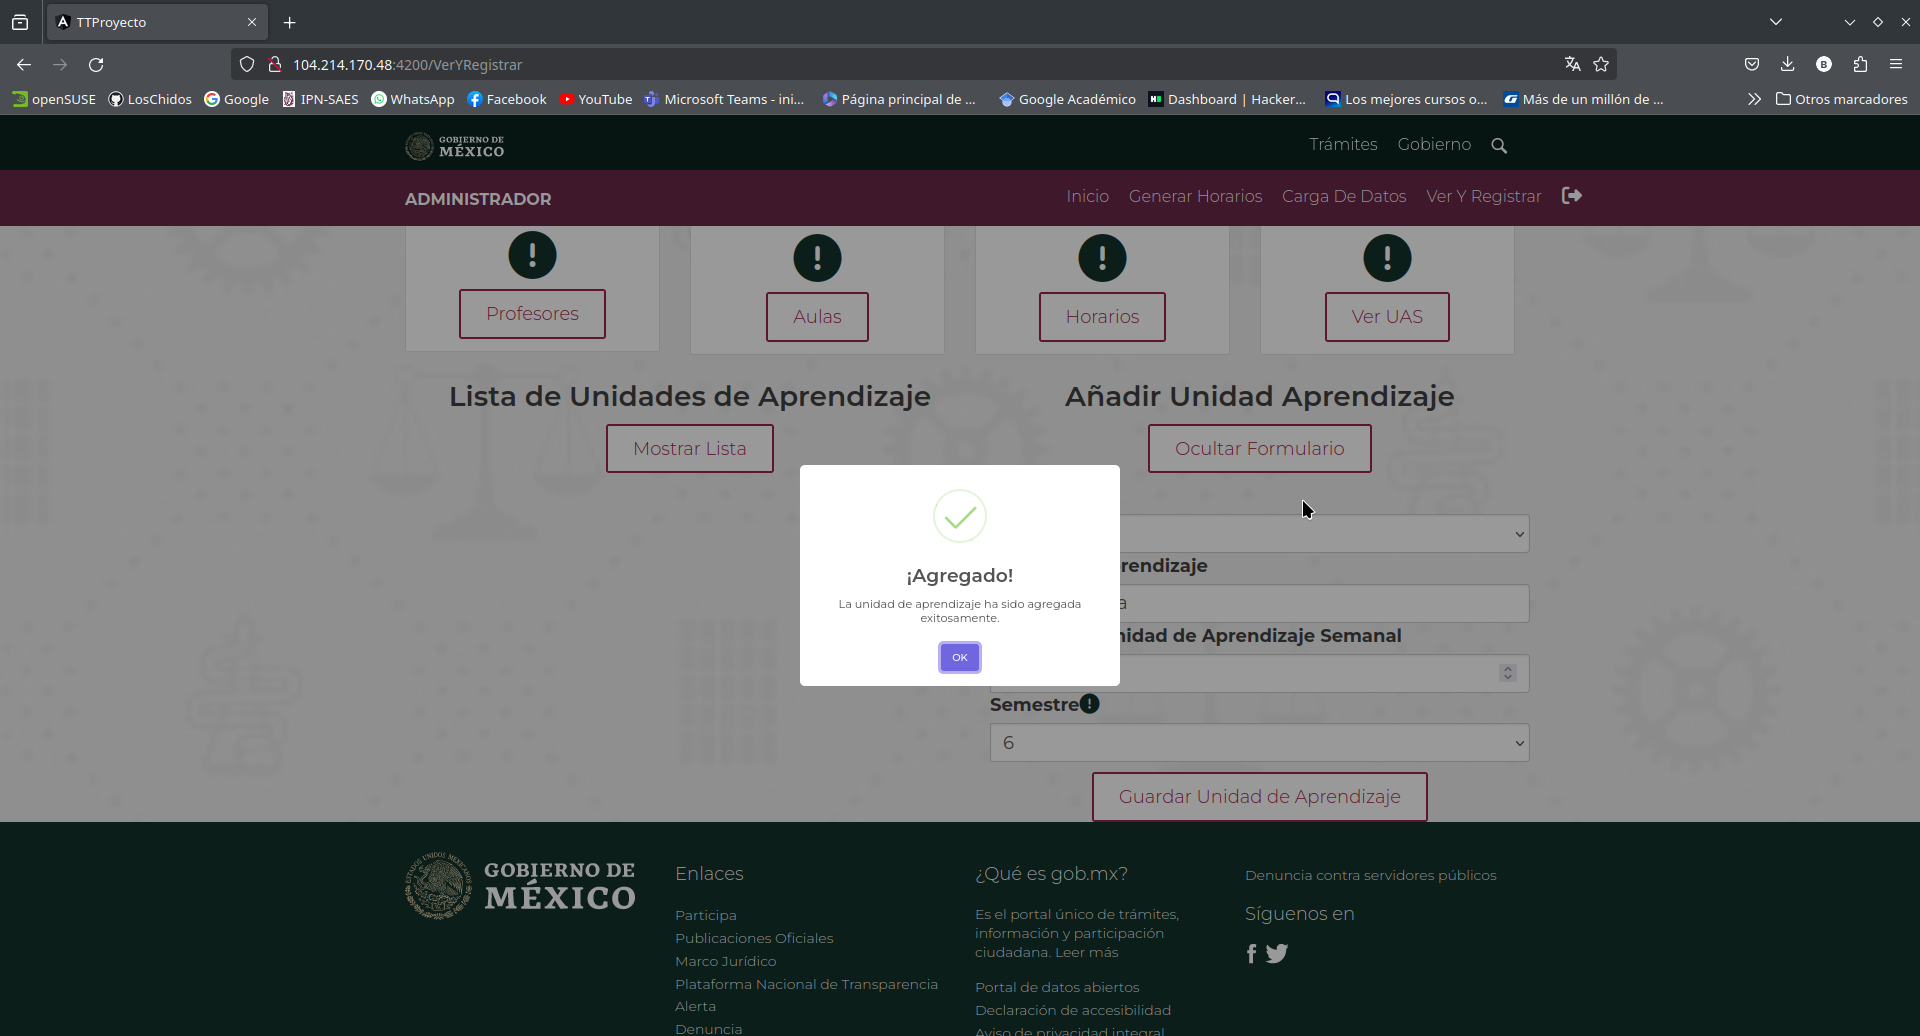 TTProyecto
104.214.170.48:4200/VerYRegistrar
openSUSE LosChidos Google IPN-SAES WhatsApp Facebook YouTube Microsoft Teams - ini... Página principal de ... Google Académico Dashboard | Hacker... Los mejores cursos o... Más de un millón de ... Otros marcadores
GOBIERNO DE
MÉXICO
Trámites Gobierno
ADMINISTRADOR
Inicio Generar Horarios Carga De Datos Ver Y Registrar
Profesores Aulas Horarios Ver UAS
Lista de Unidades de Aprendizaje
Mostrar Lista
Añadir Unidad Aprendizaje
Ocultar Formulario
¡Agregado!
La unidad de aprendizaje ha sido agregada
exitosamente.
OK
de Aprendizaje Semanal
Semestre
6
Guardar Unidad de Aprendizaje
GOBIERNO DE
MÉXICO
Enlaces
Participa
Publicaciones Oficiales
Marco Jurídico
Plataforma Nacional de Transparencia
Alerta
Denuncia
¿Qué es gob.mx?
Es el portal único de trámites,
información y participación
ciudadana. Leer más
Portal de datos abiertos
Declaración de accesibilidad
Aviso de privacidad integral
Denuncia contra servidores públicos
Síguenos en